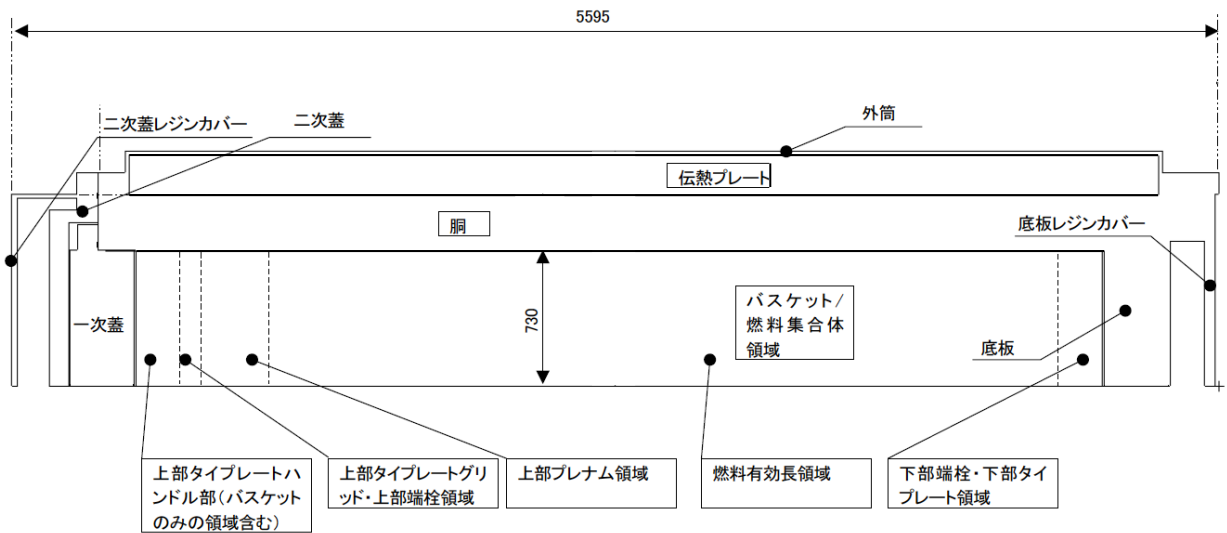 5595
二次蓋レジンカバー
二次蓋
外筒
伝熱プレート
胴
底板レジンカバー
730
バスケット/
燃料集合体
領域
一次蓋
底板
上部タイプレートハ
ンドル部(バスケット
のみの領域含む)
上部タイプレートグリ
ッド・上部端栓領域
上部プレナム領域
燃料有効長領域
下部端栓・下部タイ
プレート領域